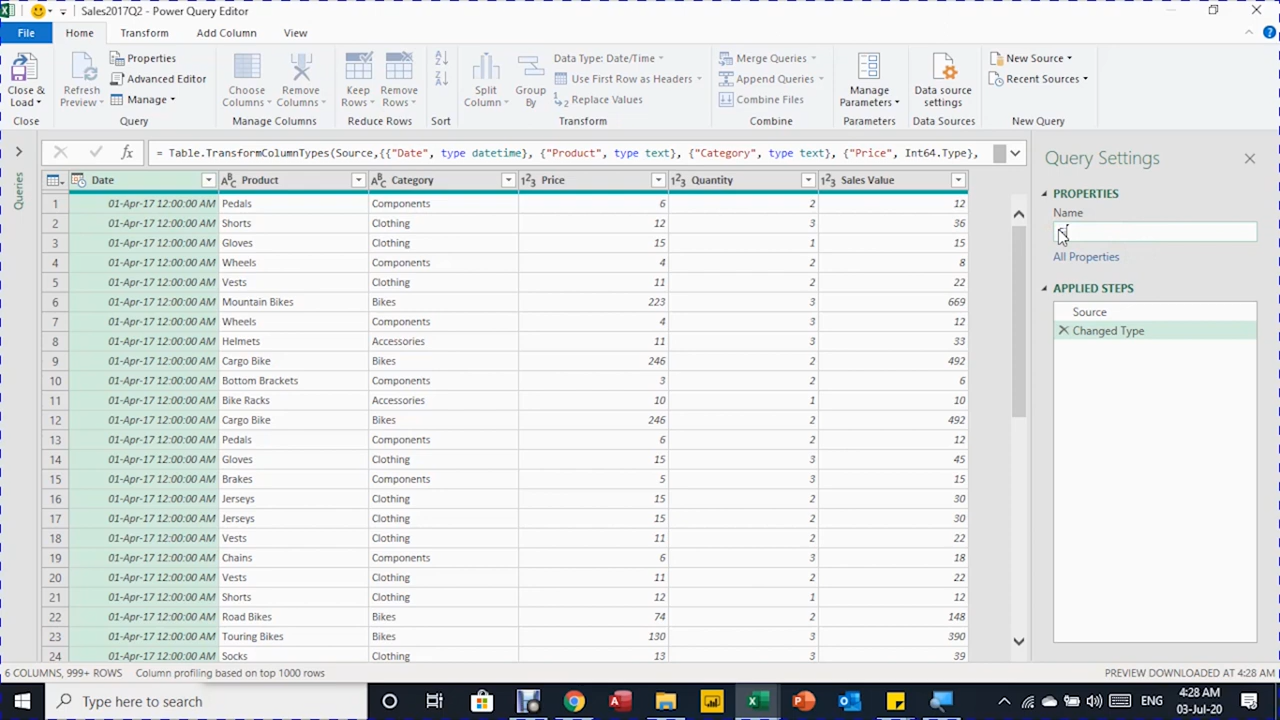 Sales2017Q2 - Power Query Editor
File Home Transform Add Column View
Close & Load Refresh Preview Properties Advanced Editor Manage Choose Columns Remove Columns Keep Rows Remove Rows Split Column Group By Data Type: Date/Time Use First Row as Headers Replace Values Merge Queries Append Queries Combine Files Manage Parameters Data source settings New Source Recent Sources
Close Query Manage Columns Reduce Rows Sort Transform Combine Parameters Data Sources New Query
= Table.TransformColumnTypes(Source,{{"Date", type datetime}, {"Product", type text}, {"Category", type text}, {"Price", Int64.Type},
Queries
Date Product Category Price Quantity Sales Value
1 01-Apr-17 12:00:00 AM Pedals Components 6 2 12
2 01-Apr-17 12:00:00 AM Shorts Clothing 12 3 36
3 01-Apr-17 12:00:00 AM Gloves Clothing 15 1 15
4 01-Apr-17 12:00:00 AM Wheels Components 4 2 8
5 01-Apr-17 12:00:00 AM Vests Clothing 11 2 22
6 01-Apr-17 12:00:00 AM Mountain Bikes Bikes 223 3 669
7 01-Apr-17 12:00:00 AM Wheels Components 4 3 12
8 01-Apr-17 12:00:00 AM Helmets Accessories 11 3 33
9 01-Apr-17 12:00:00 AM Cargo Bike Bikes 246 2 492
10 01-Apr-17 12:00:00 AM Bottom Brackets Components 3 2 6
11 01-Apr-17 12:00:00 AM Bike Racks Accessories 10 1 10
12 01-Apr-17 12:00:00 AM Cargo Bike Bikes 246 2 492
13 01-Apr-17 12:00:00 AM Pedals Components 6 2 12
14 01-Apr-17 12:00:00 AM Gloves Clothing 15 3 45
15 01-Apr-17 12:00:00 AM Brakes Components 5 3 15
16 01-Apr-17 12:00:00 AM Jerseys Clothing 15 2 30
17 01-Apr-17 12:00:00 AM Jerseys Clothing 15 2 30
18 01-Apr-17 12:00:00 AM Vests Clothing 11 2 22
19 01-Apr-17 12:00:00 AM Chains Components 6 3 18
20 01-Apr-17 12:00:00 AM Vests Clothing 11 2 22
21 01-Apr-17 12:00:00 AM Shorts Clothing 12 1 12
22 01-Apr-17 12:00:00 AM Road Bikes Bikes 74 2 148
23 01-Apr-17 12:00:00 AM Touring Bikes Bikes 130 3 390
24 01-Apr-17 12:00:00 AM Socks Clothing 13 3 39
Query Settings
PROPERTIES
Name
All Properties
APPLIED STEPS
Source
Changed Type
6 COLUMNS, 999+ ROWS Column profiling based on top 1000 rows PREVIEW DOWNLOADED AT 4:28 AM
Type here to search ENG 4:28 AM
03-Jul-20